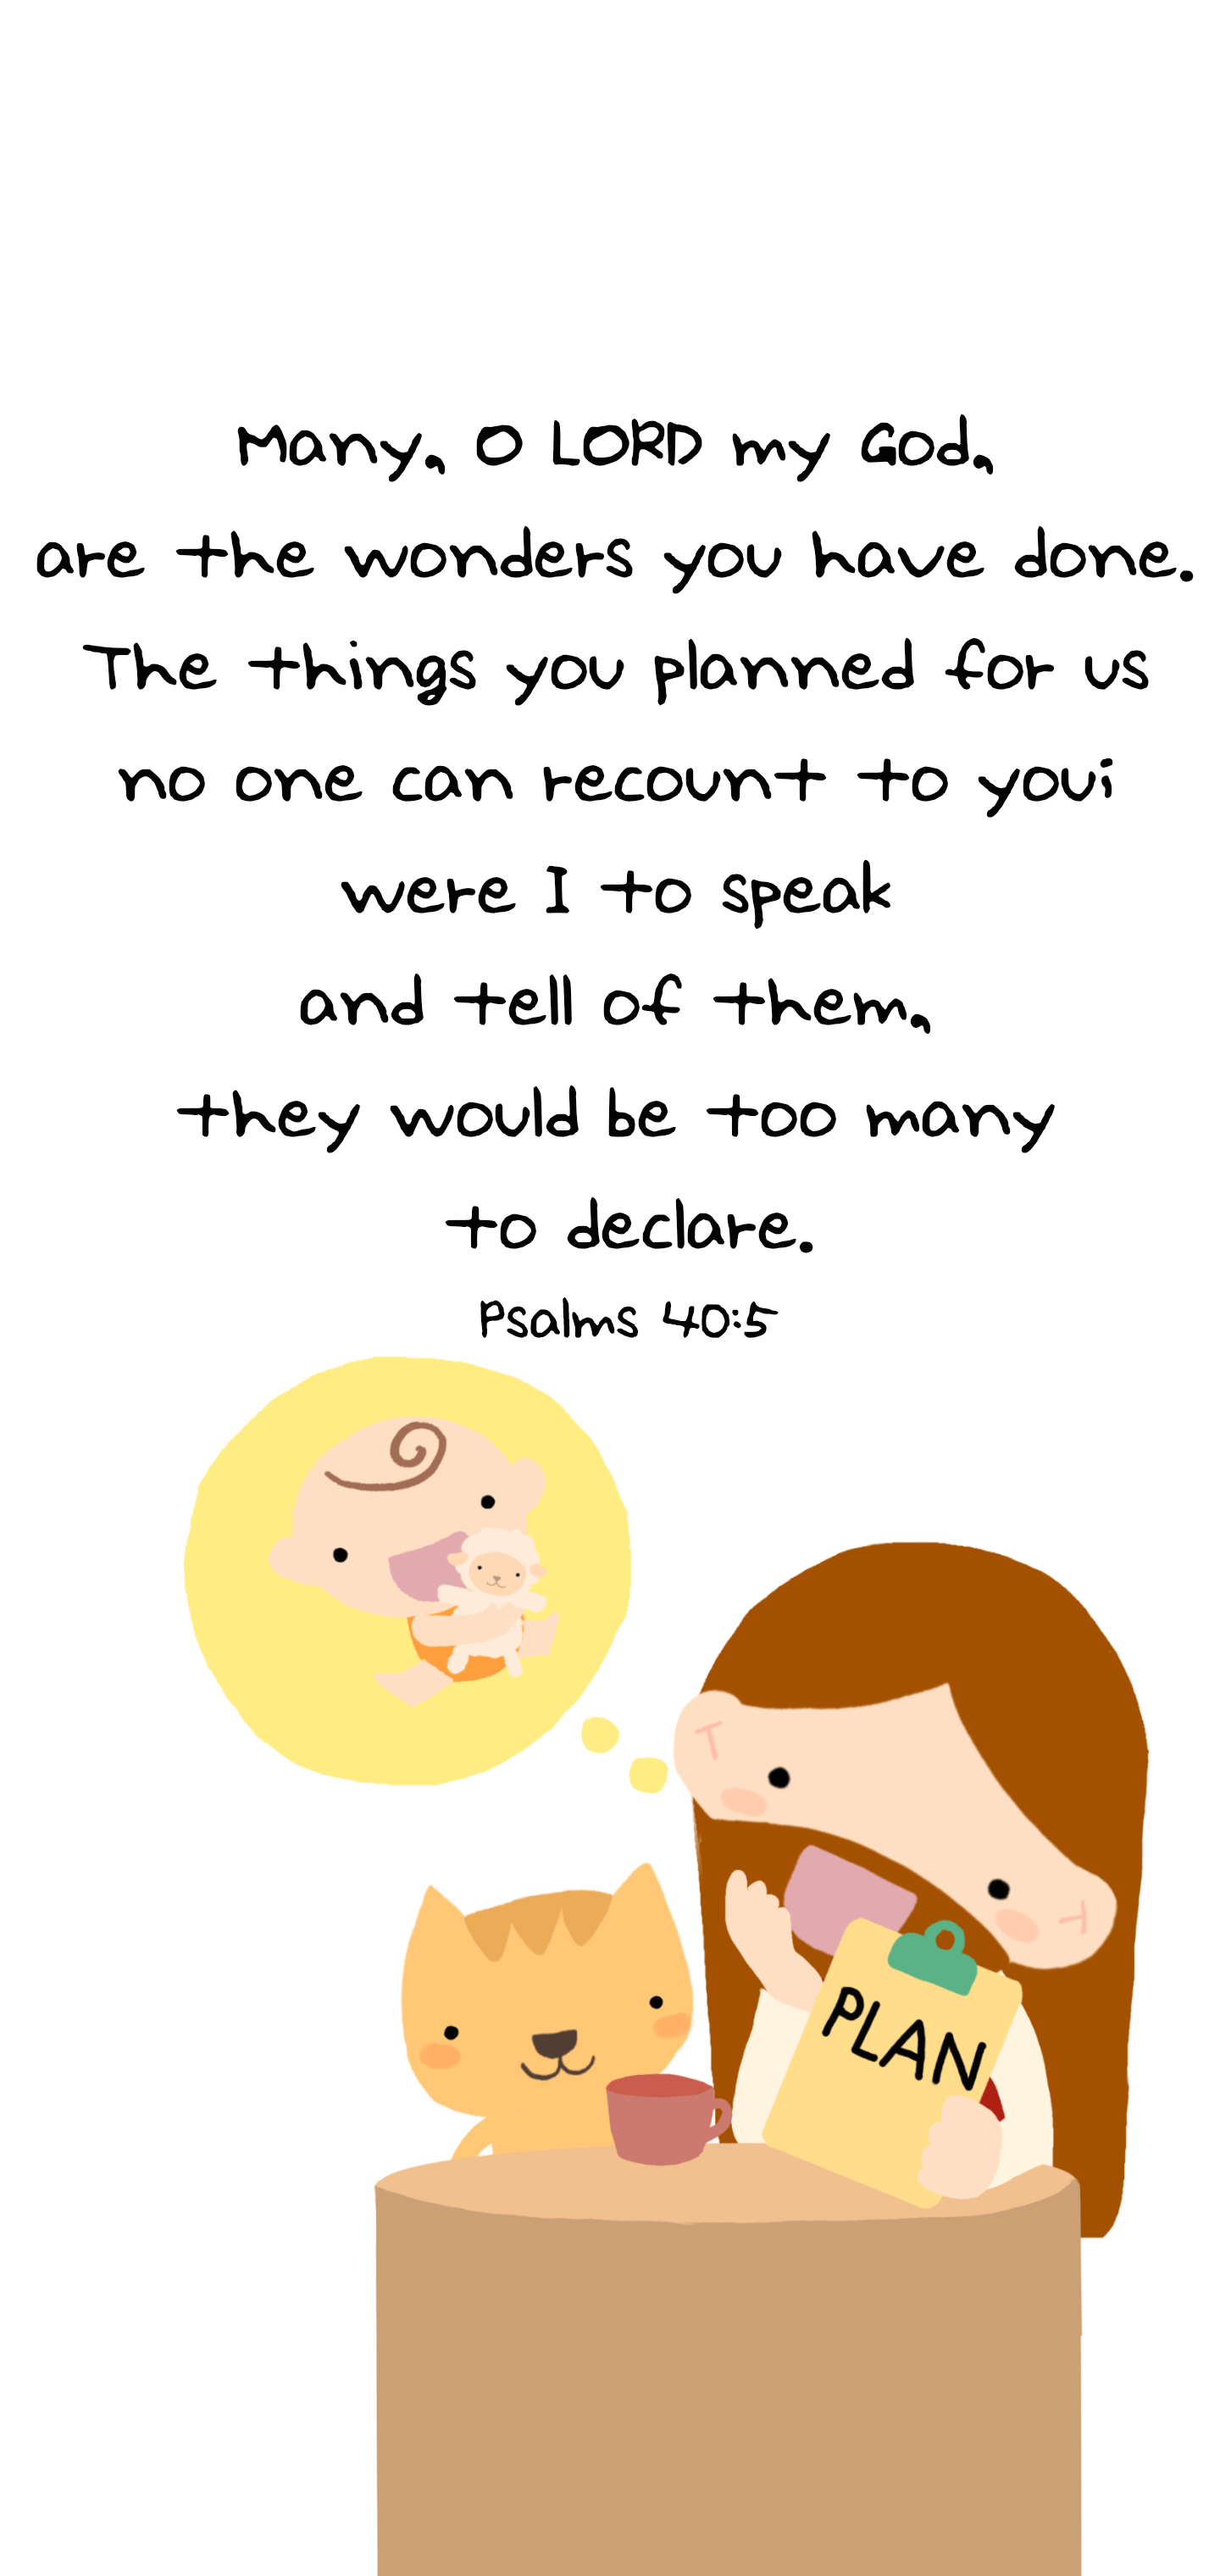 Many, O LORD my God,
are the wonders you have done.
The things you planned for us
no one can recount to youi
were I to speak
and tell of them,
they would be too many
to declare.
Psalms 40:5
PLAN